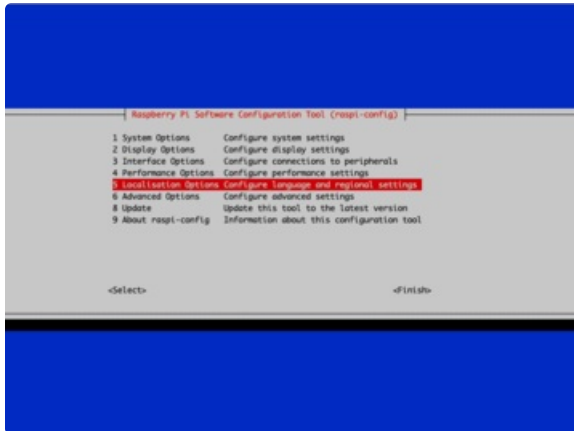 Raspberry Pi Software Configuration Tool (raspi-config)
1 System Options Configure system settings
2 Display Options Configure display settings
3 Interface Options Configure connections to peripherals
4 Performance Options Configure performance settings
5 Localisation Options Configure language and regional settings
6 Advanced Options Configure advanced settings
8 Update Update this tool to the latest version
9 About raspi-config Information about this configuration tool
<Select> <Finish>